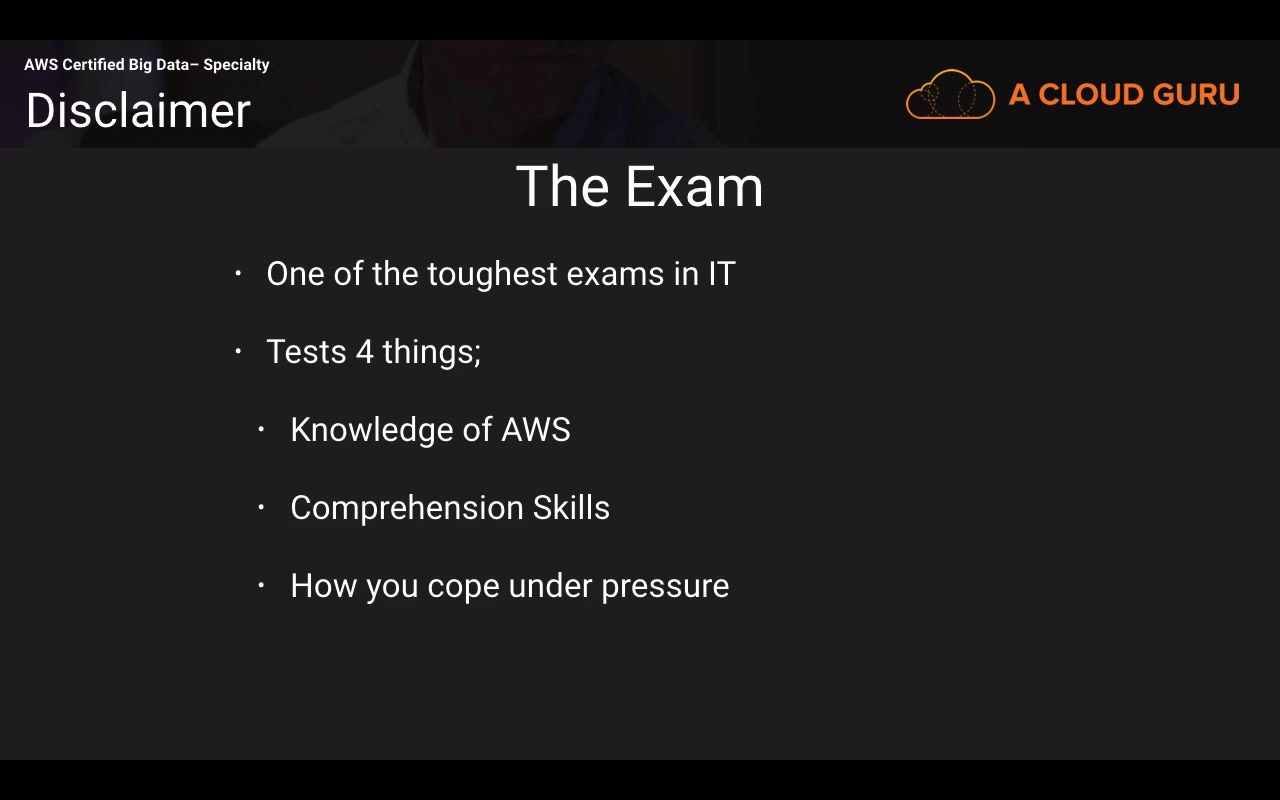 AWS Certified Big Data– Specialty
Disclaimer
A CLOUD GURU
The Exam
• One of the toughest exams in IT
• Tests 4 things;
• Knowledge of AWS
• Comprehension Skills
• How you cope under pressure